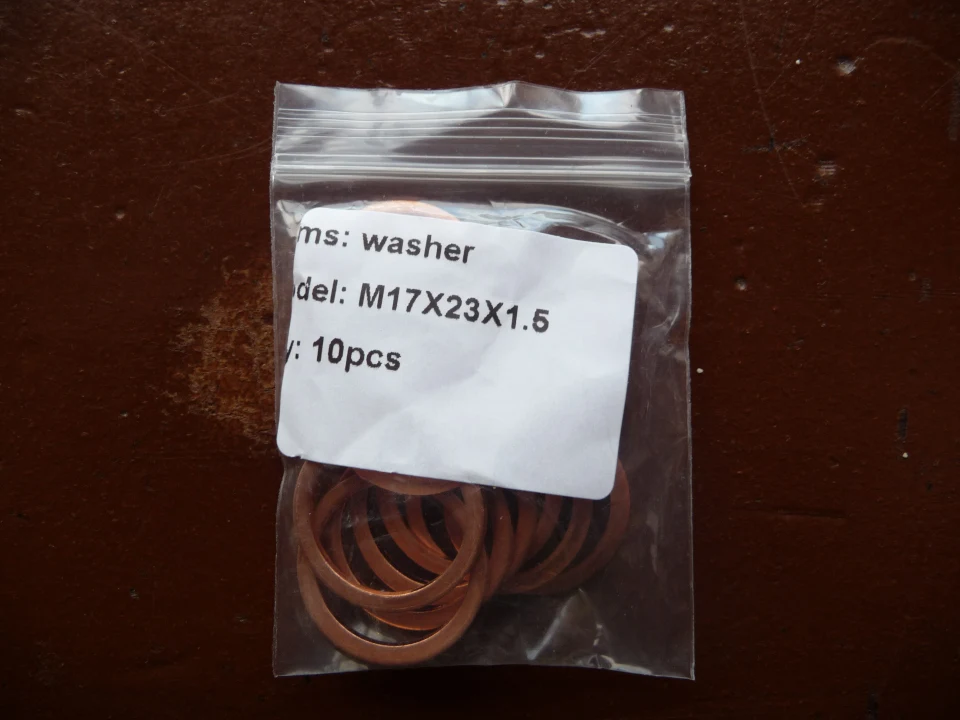 ms: washer
del: M17X23X1.5
y: 10pcs